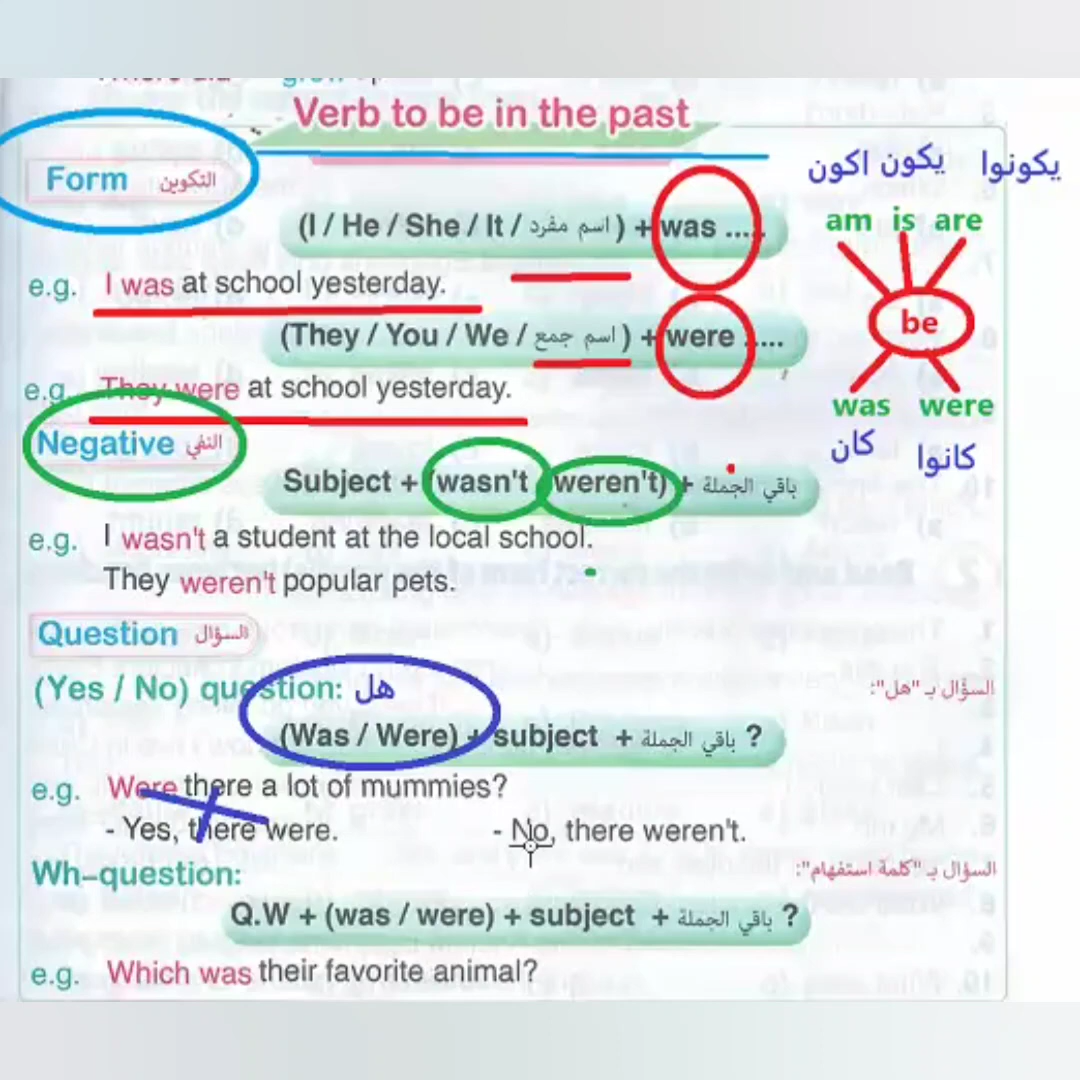 Verb to be in the past
Form التكوين
يكونوا يكون اكون
(I / He / She / It / اسم مفرد) + was ....
am is are
e.g. I was at school yesterday.
be
(They / You / We / اسم جمع) + were ....
e.g. They were at school yesterday.
was were
كان كانوا
Negative النفي
Subject + (wasn't / weren't) + باقي الجملة
e.g. I wasn't a student at the local school.
They weren't popular pets.
Question السؤال
(Yes / No) question: هل
السؤال بـ "هل":
(Was / Were) + subject + باقي الجملة ?
e.g. Were there a lot of mummies?
- Yes, there were. - No, there weren't.
Wh-question:
السؤال بـ "كلمة استفهام":
Q.W + (was / were) + subject + باقي الجملة ?
e.g. Which was their favorite animal?